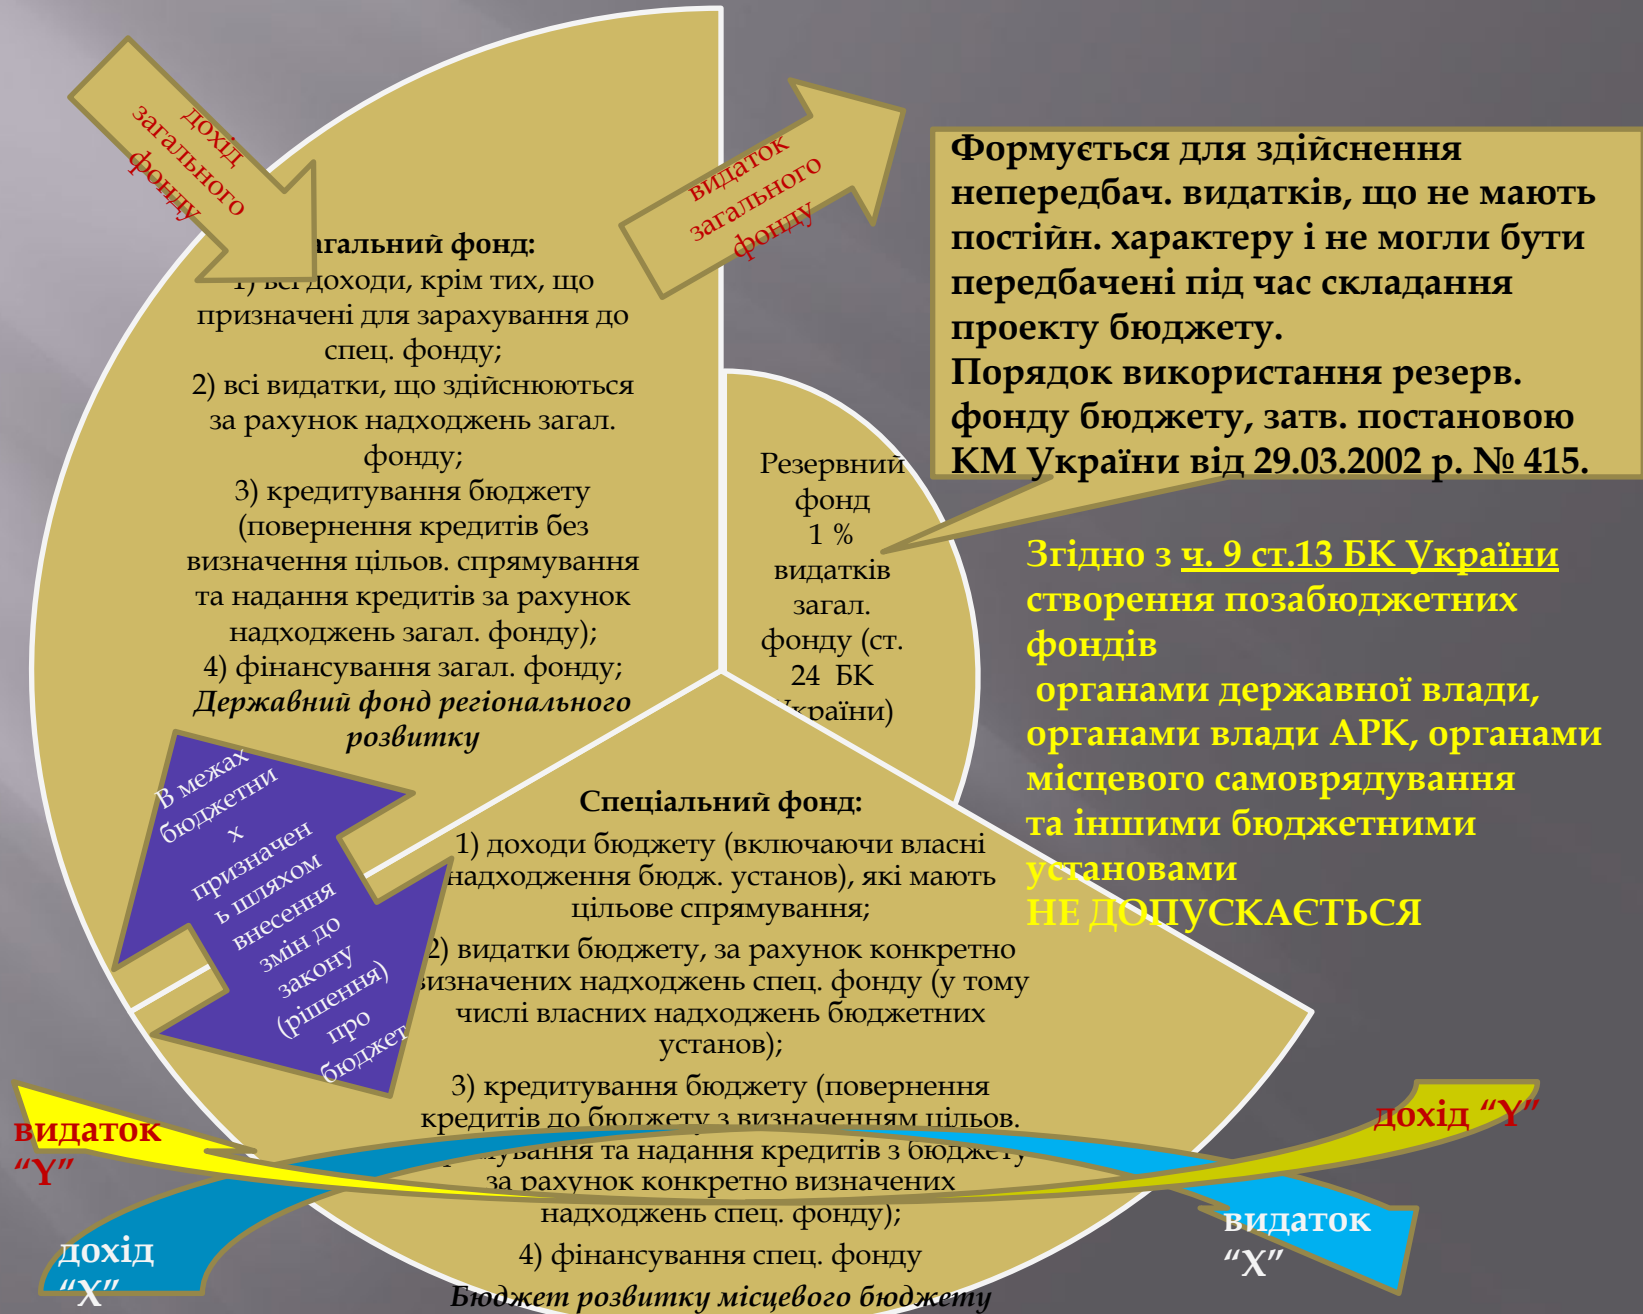 дохід
загального
фонду
видаток
загального
фонду
агальний фонд:
1) всі доходи, крім тих, що
призначені для зарахування до
спец. фонду;
2) всі видатки, що здійснюються
за рахунок надходжень загал.
фонду;
3) кредитування бюджету
(повернення кредитів без
визначення цільов. спрямування
та надання кредитів за рахунок
надходжень загал. фонду);
4) фінансування загал. фонду;
Державний фонд регіонального
розвитку
Формується для здійснення
непередбач. видатків, що не мають
постійн. характеру і не могли бути
передбачені під час складання
проекту бюджету.
Порядок використання резерв.
фонду бюджету, затв. постановою
КМ України від 29.03.2002 р. № 415.
Резервний
фонд
1 %
видатків
загал.
фонду (ст.
24 БК
України)
Згідно з ч. 9 ст.13 БК України
створення позабюджетних
фондів
органами державної влади,
органами влади АРК, органами
місцевого самоврядування
та іншими бюджетними
установами
НЕ ДОПУСКАЄТЬСЯ
В межах
бюджетни
х
призначен
ь шляхом
внесення
змін до
закону
(рішення)
про
бюджет
Спеціальний фонд:
1) доходи бюджету (включаючи власні
надходження бюдж. установ), які мають
цільове спрямування;
2) видатки бюджету, за рахунок конкретно
визначених надходжень спец. фонду (у тому
числі власних надходжень бюджетних
установ);
3) кредитування бюджету (повернення
кредитів до бюджету з визначенням цільов.
та надання кредитів з бюджету
за рахунок конкретно визначених
надходжень спец. фонду);
4) фінансування спец. фонду
Бюджет розвитку місцевого бюджету
видаток
“Y”
дохід “Y”
дохід
“X”
видаток
“X”